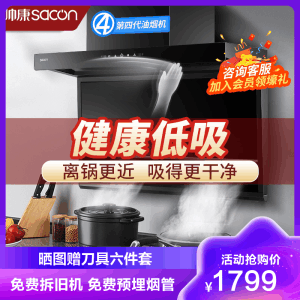 帅康sacon
④第四代油烟机
咨询客服
加入会员领壕礼
健康低吸
离锅更近 吸得更干净
晒图赠刀具六件套
免费拆旧机 免费预埋烟管
活动抢购价
¥1799